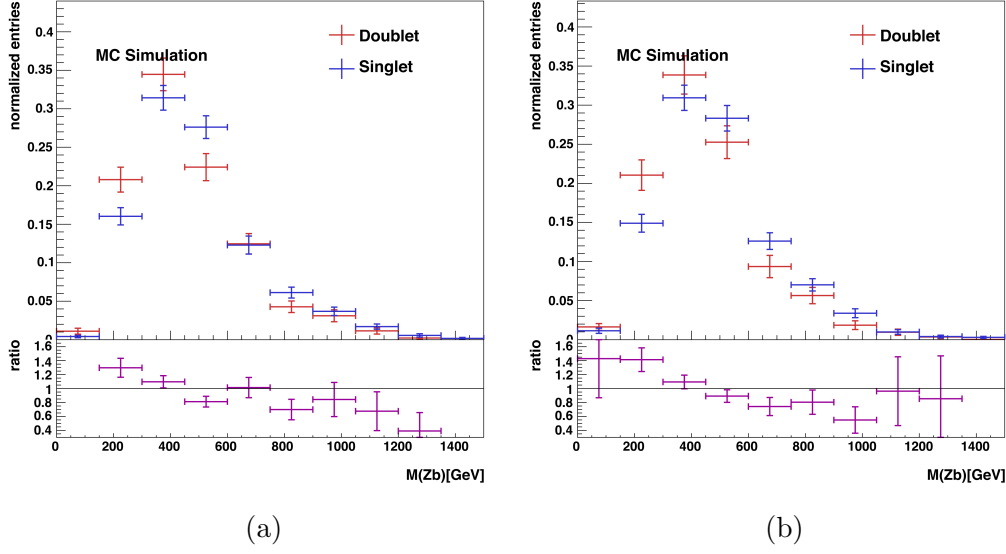 normalized entries
0.4
0.35
0.3
0.25
0.2
0.15
0.1
0.05
0
MC Simulation
Doublet
Singlet
ratio
1.6
1.4
1.2
1
0.8
0.6
0.4
0 200 400 600 800 1000 1200 1400
M(Zb)[GeV]
(a)
normalized entries
0.4
0.35
0.3
0.25
0.2
0.15
0.1
0.05
0
MC Simulation
Doublet
Singlet
ratio
1.6
1.4
1.2
1
0.8
0.6
0.4
0 200 400 600 800 1000 1200 1400
M(Zb)[GeV]
(b)